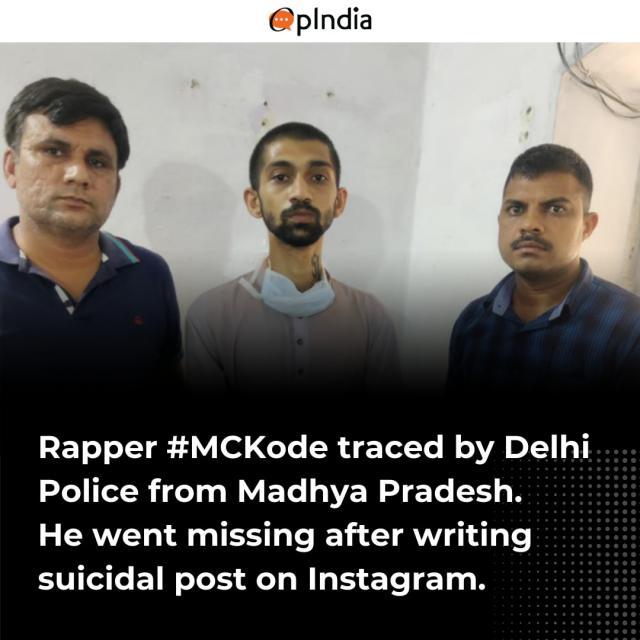 OpIndia
Rapper #MCKode traced by Delhi
Police from Madhya Pradesh.
He went missing after writing
suicidal post on Instagram.